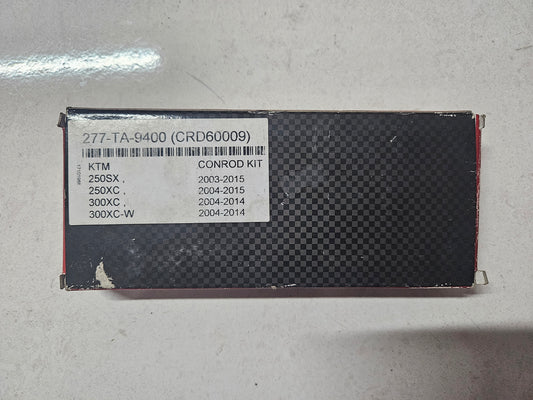 277-TA-9400 (CRD60009)
KTM CONROD KIT
250SX , 2003-2015
250XC , 2004-2015
300XC , 2004-2014
300XC-W 2004-2014